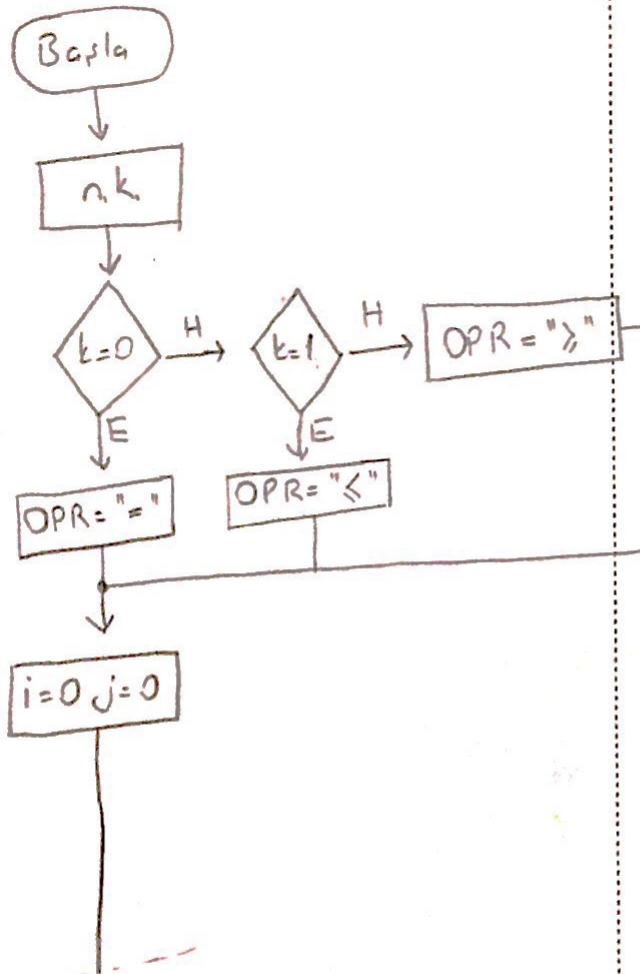 Başla
n, k
k=0
H
k=1
H
OPR = "≥"
E
E
OPR = "="
OPR = "≤"
i=0 j=0